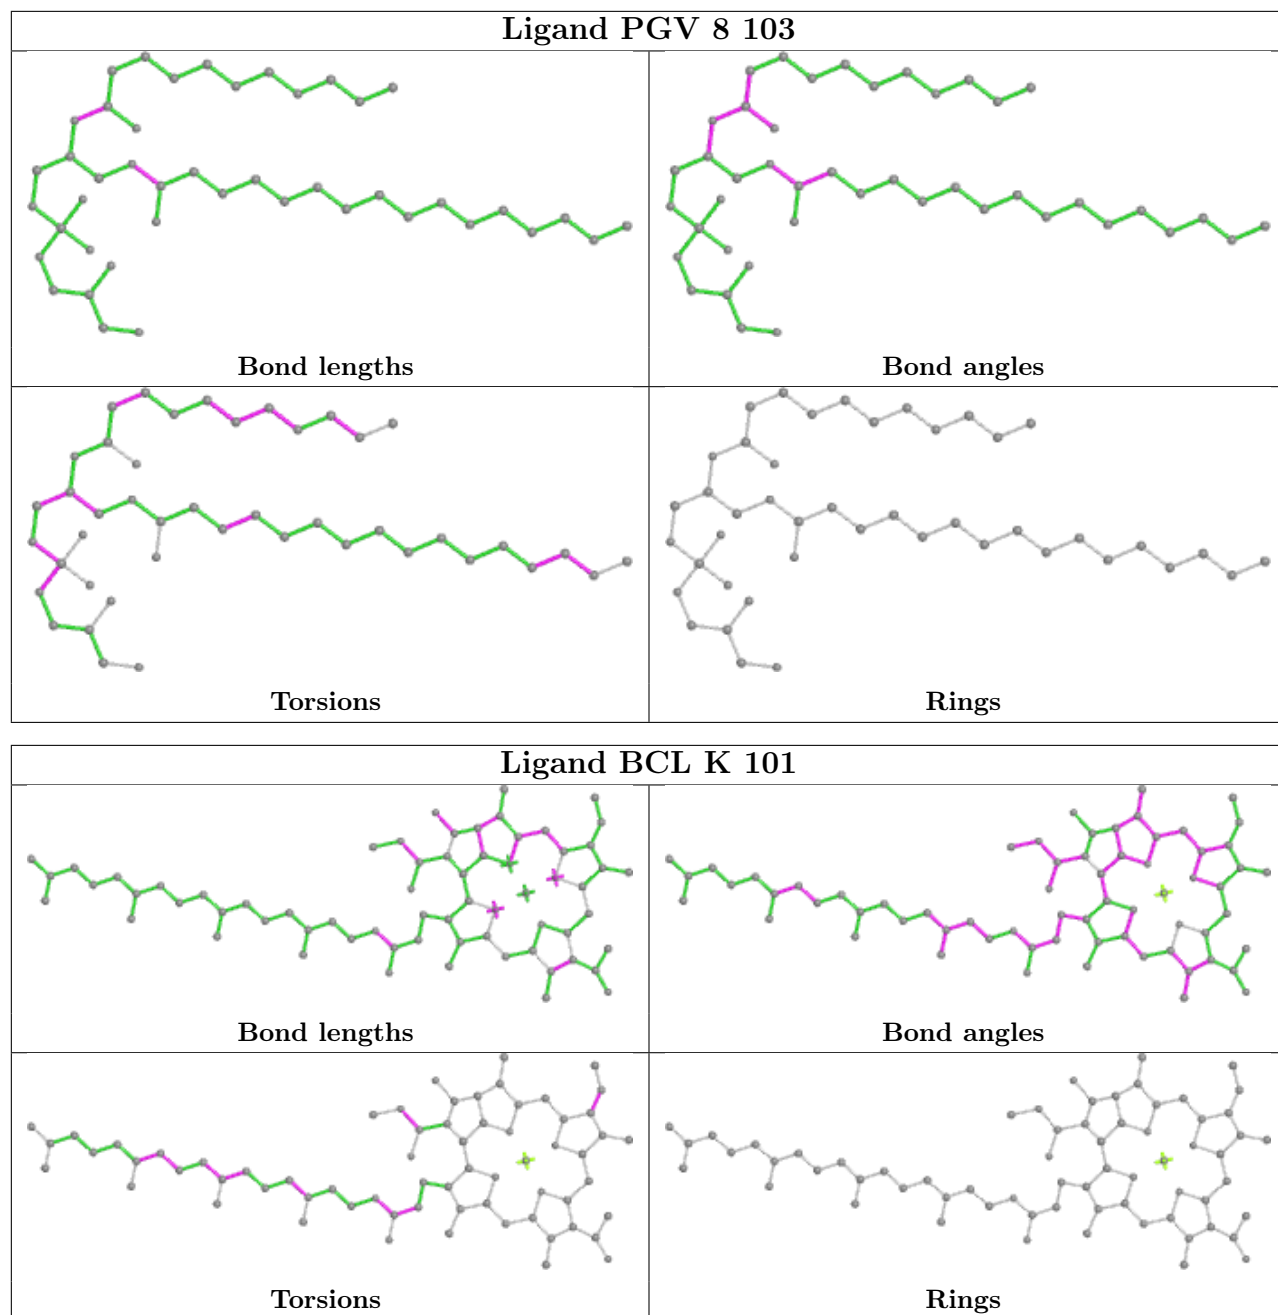 Ligand PGV 8 103
Bond lengths
Bond angles
Torsions
Rings
Ligand BCL K 101
Bond lengths
Bond angles
Torsions
Rings